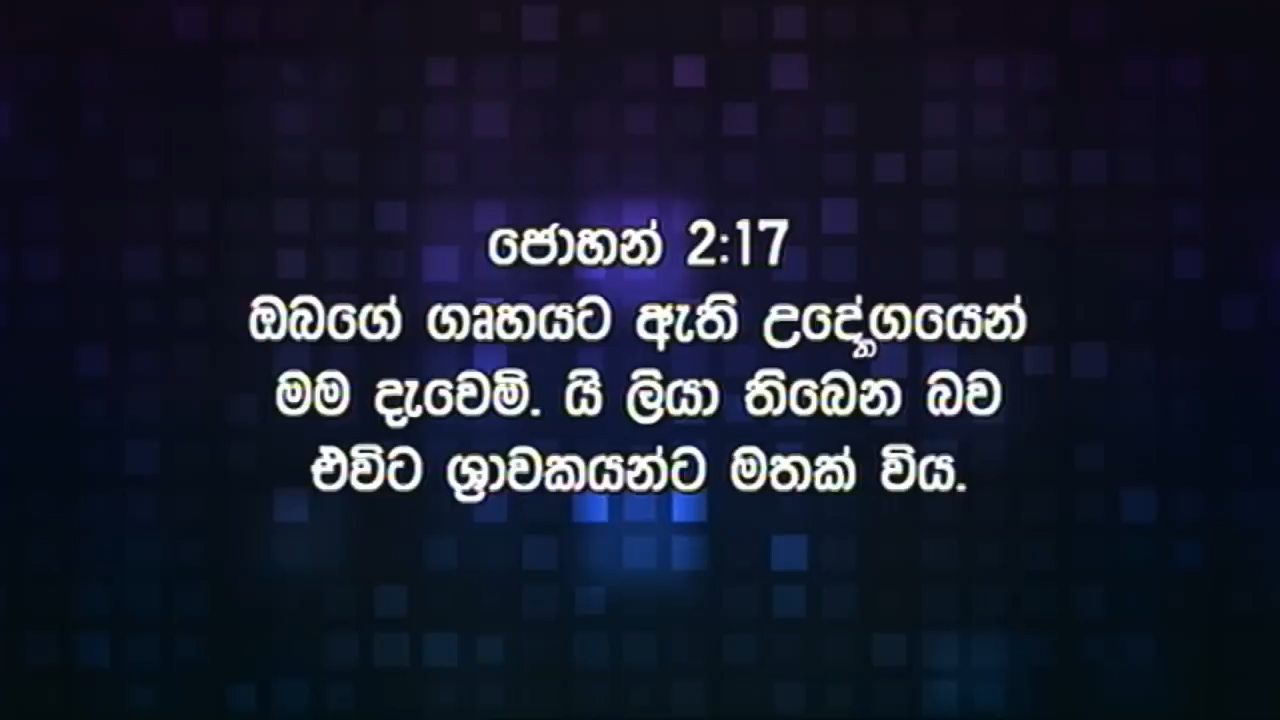 ජොහන් 2:17
ඔබගේ ගෘහයට ඇති උද්‍යෝගයෙන්
මම දැවෙමි. යි ලියා තිබෙන බව
එවිට ශ්‍රාවකයන්ට මතක් විය.